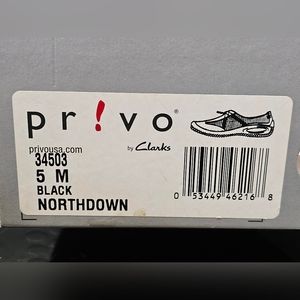 pr!vo®
by Clarks
privousa.com
34503
5 M
BLACK
NORTHDOWN
0 53449 46216 8